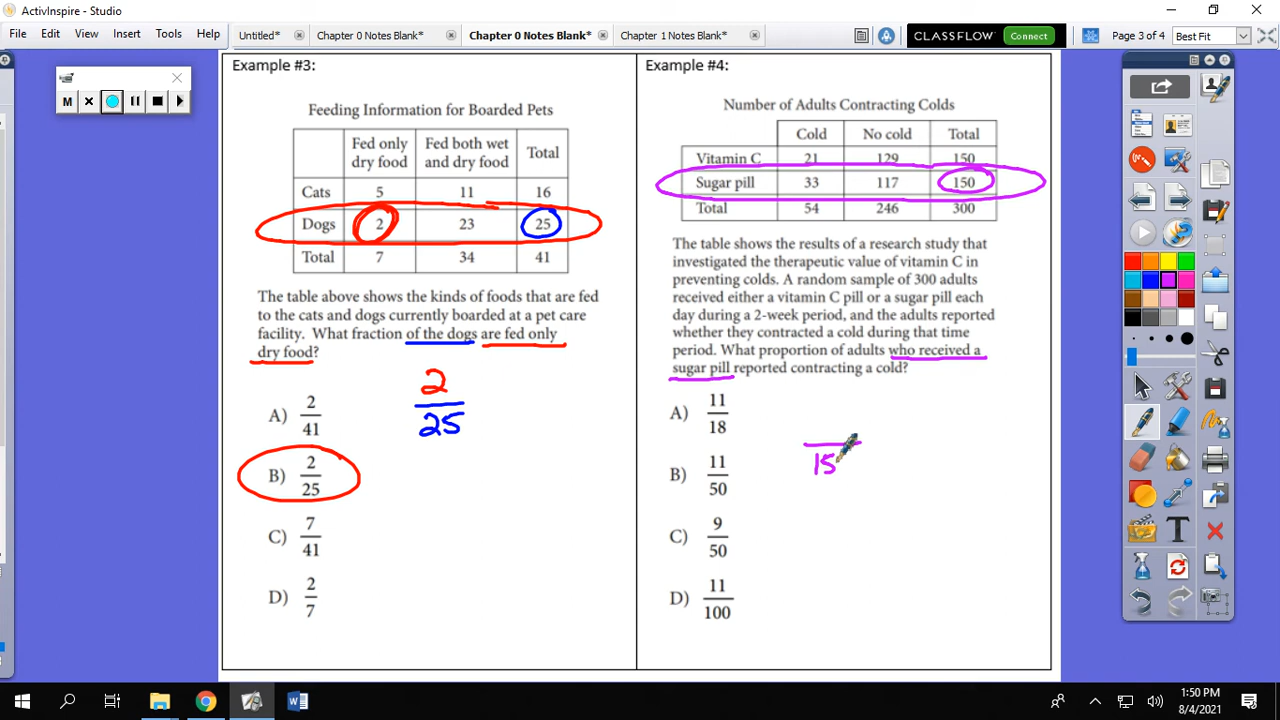 ActivInspire - Studio
File Edit View Insert Tools Help
Untitled* Chapter 0 Notes Blank* Chapter 0 Notes Blank* Chapter 1 Notes Blank*
CLASSFLOW Connect
Page 3 of 4 Best Fit
M
Example #3:
Feeding Information for Boarded Pets
Fed only dry food Fed both wet and dry food Total
Cats 5 11 16
Dogs 2 23 25
Total 7 34 41
The table above shows the kinds of foods that are fed
to the cats and dogs currently boarded at a pet care
facility. What fraction of the dogs are fed only
dry food?
A) 2/41
B) 2/25
C) 7/41
D) 2/7
2
25
Example #4:
Number of Adults Contracting Colds
Cold No cold Total
Vitamin C 21 129 150
Sugar pill 33 117 150
Total 54 246 300
The table shows the results of a research study that
investigated the therapeutic value of vitamin C in
preventing colds. A random sample of 300 adults
received either a vitamin C pill or a sugar pill each
day during a 2-week period, and the adults reported
whether they contracted a cold during that time
period. What proportion of adults who received a
sugar pill reported contracting a cold?
A) 11/18
B) 11/50
C) 9/50
D) 11/100
15
T
W
1:50 PM
8/4/2021